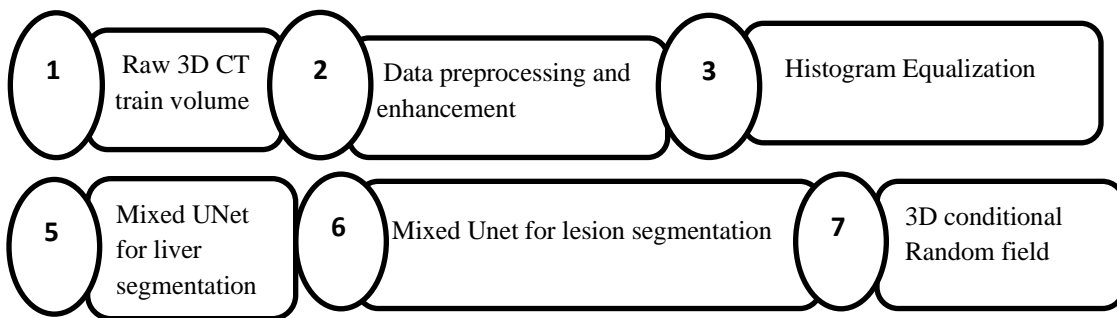 1
Raw 3D CT
train volume
2
Data preprocessing and
enhancement
3
Histogram Equalization
5
Mixed UNet
for liver
segmentation
6
Mixed Unet for lesion segmentation
7
3D conditional
Random field